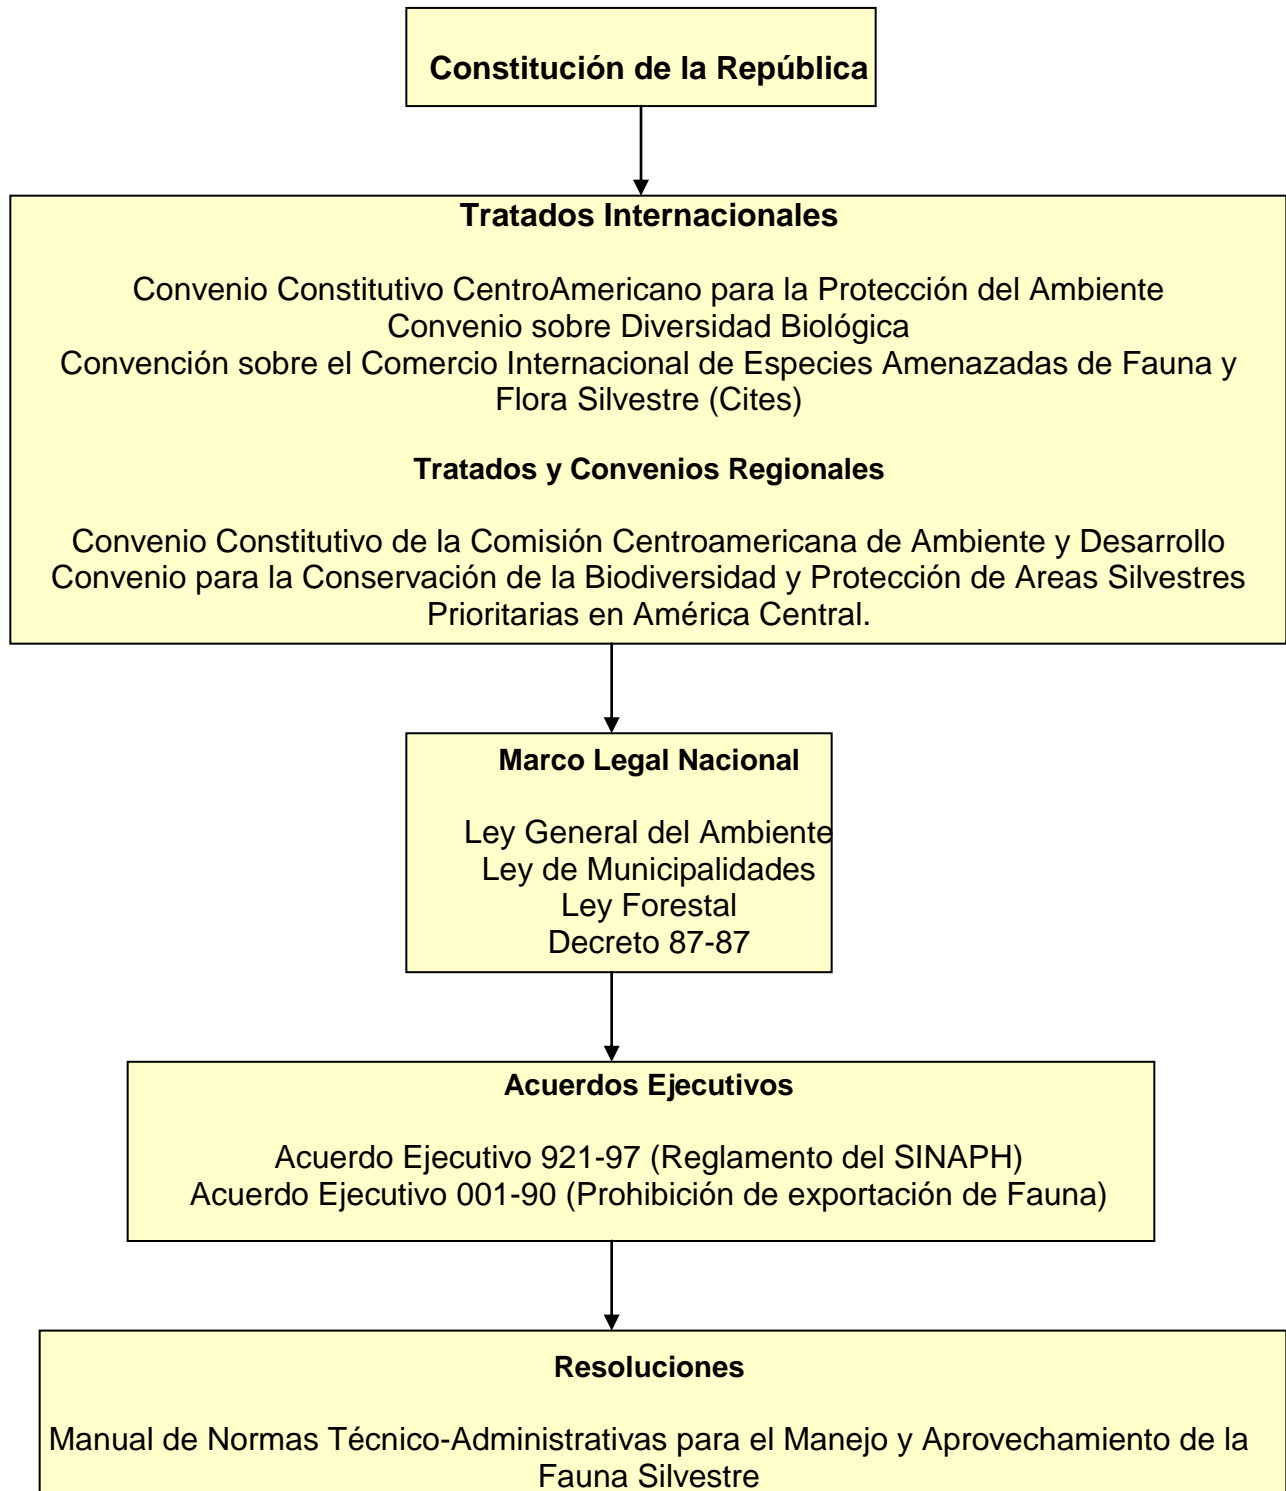 Constitución de la República
Tratados Internacionales
Convenio Constitutivo CentroAmericano para la Protección del Ambiente
Convenio sobre Diversidad Biológica
Convención sobre el Comercio Internacional de Especies Amenazadas de Fauna y
Flora Silvestre (Cites)
Tratados y Convenios Regionales
Convenio Constitutivo de la Comisión Centroamericana de Ambiente y Desarrollo
Convenio para la Conservación de la Biodiversidad y Protección de Areas Silvestres
Prioritarias en América Central.
Marco Legal Nacional
Ley General del Ambiente
Ley de Municipalidades
Ley Forestal
Decreto 87-87
Acuerdos Ejecutivos
Acuerdo Ejecutivo 921-97 (Reglamento del SINAPH)
Acuerdo Ejecutivo 001-90 (Prohibición de exportación de Fauna)
Resoluciones
Manual de Normas Técnico-Administrativas para el Manejo y Aprovechamiento de la
Fauna Silvestre